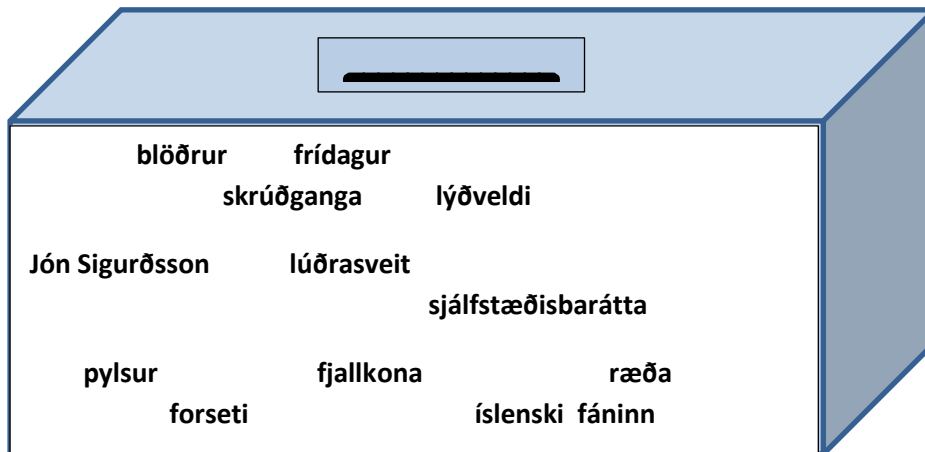 blöðrur frídagur
skrúðganga lýðveldi
Jón Sigurðsson lúðrasveit
sjálfstæðisbarátta
pylsur fjallkona ræða
forseti íslenski fáninn